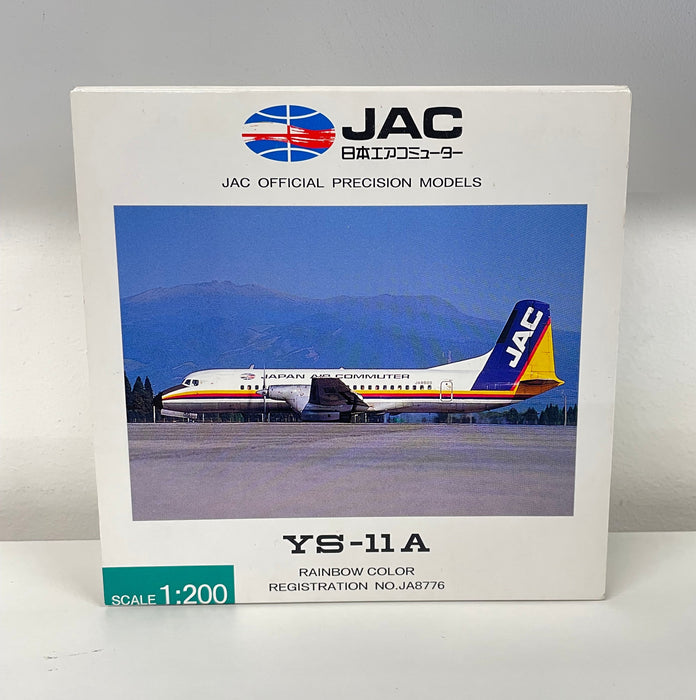 JAC
日本エアコミューター
JAC OFFICIAL PRECISION MODELS
JAC
JAPAN AIR COMMUTER
YS-11A
RAINBOW COLOR
REGISTRATION NO.JA8776
SCALE 1:200